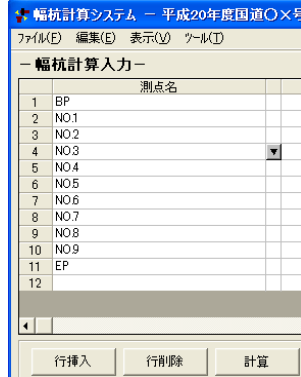 幅杭計算システム － 平成20年度国道〇×号
ファイル(F) 編集(E) 表示(V) ツール(T)
－幅杭計算入力－
測点名
1 BP
2 NO.1
3 NO.2
4 NO.3
5 NO.4
6 NO.5
7 NO.6
8 NO.7
9 NO.8
10 NO.9
11 EP
12
行挿入 行削除 計算